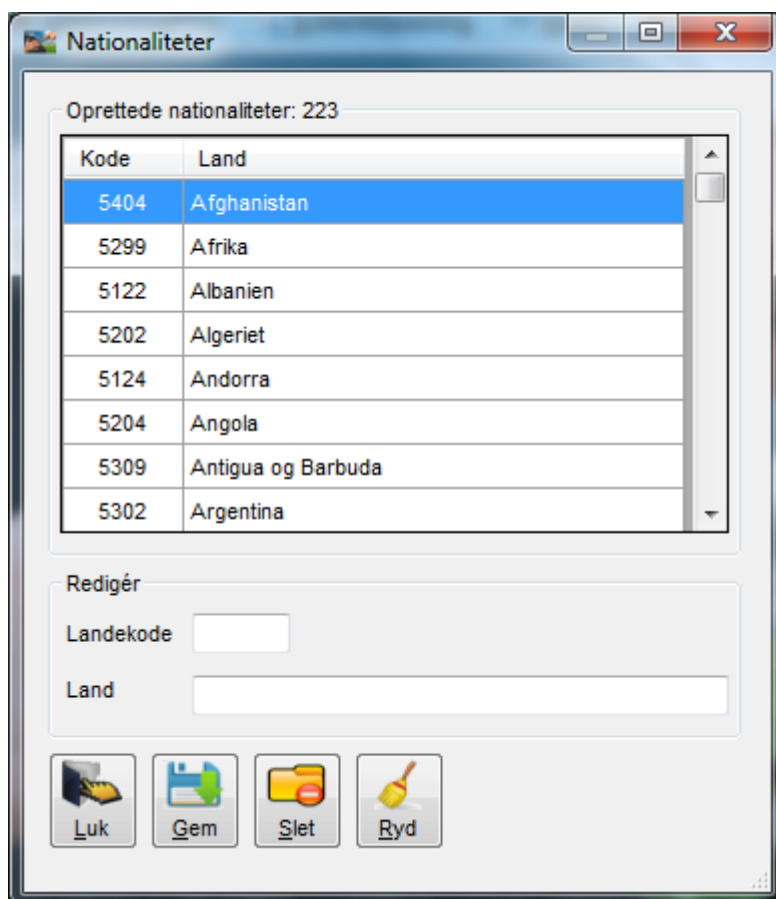 Nationaliteter
Oprettede nationaliteter: 223
Kode Land
5404 Afghanistan
5299 Afrika
5122 Albanien
5202 Algeriet
5124 Andorra
5204 Angola
5309 Antigua og Barbuda
5302 Argentina
Redigér
Landekode
Land
Luk Gem Slet Ryd